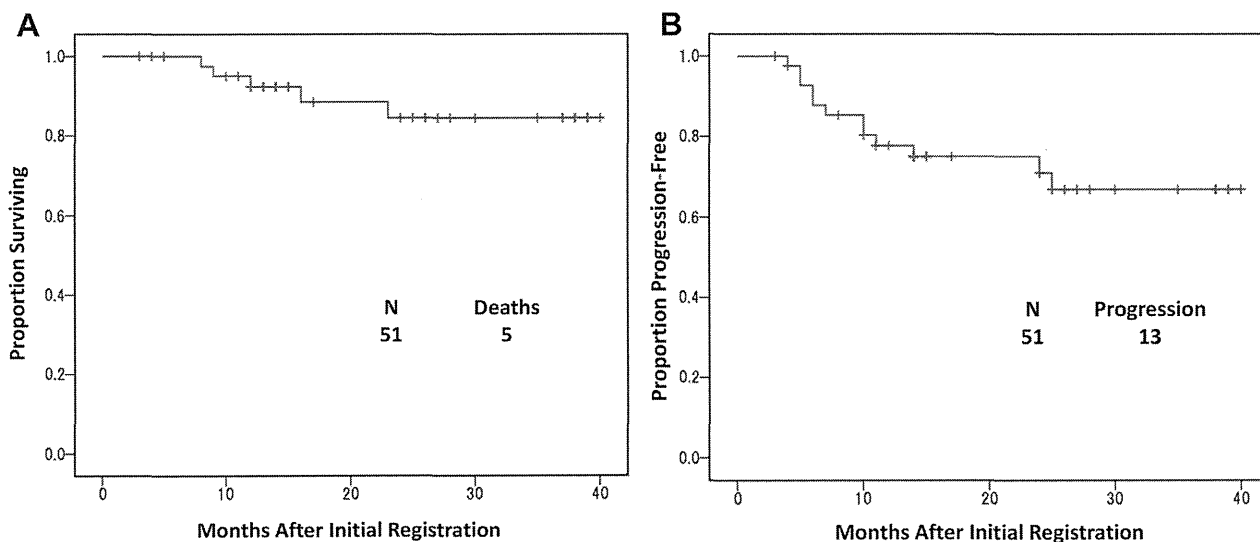 A
1.0
0.8
0.6
0.4
0.2
0.0
Proportion Surviving
N Deaths
51 5
0 10 20 30 40
Months After Initial Registration
B
1.0
0.8
0.6
0.4
0.2
0.0
Proportion Progression-Free
N Progression
51 13
0 10 20 30 40
Months After Initial Registration